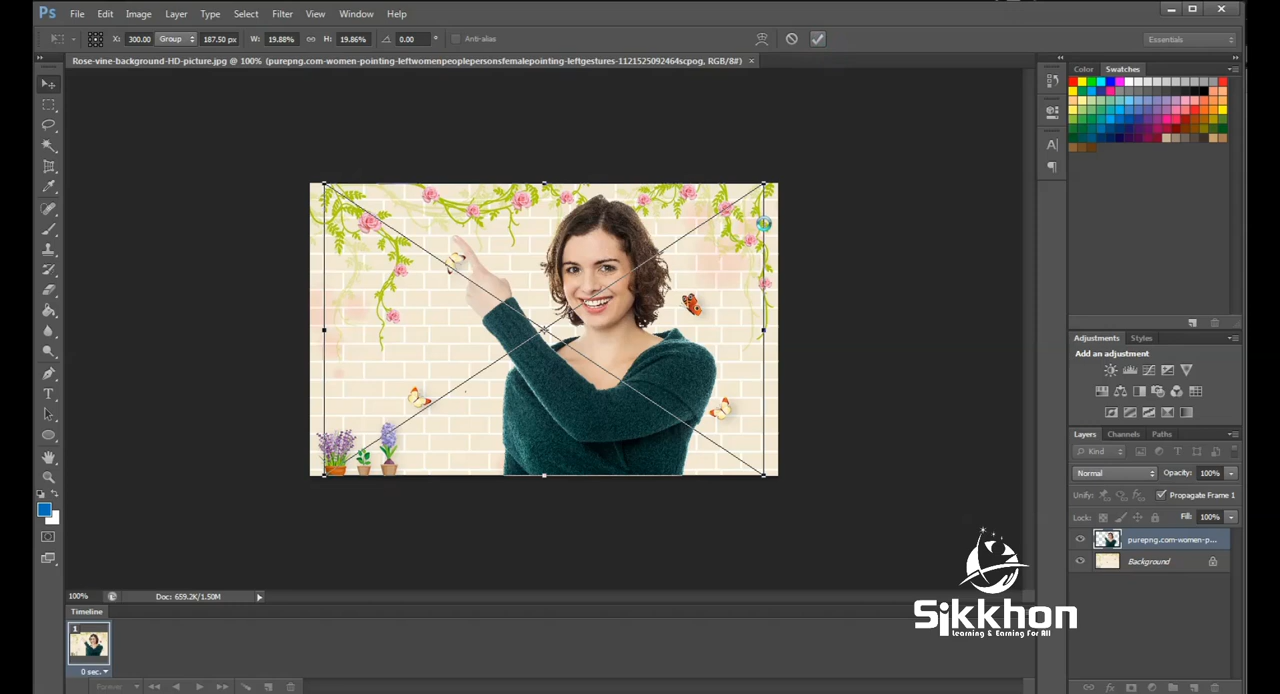 Ps File Edit Image Layer Type Select Filter View Window Help
X: 300.00 Group 187.50 px W: 19.88% H: 19.86% 0.00 ° Anti-alias Essentials
Rose-vine-background-HD-picture.jpg @ 100% (purepng.com-women-pointing-leftwomenpeoplepersonsfemalepointing-leftgestures-1121525092464scpog, RGB/8#) ×
Color Swatches
Adjustments Styles
Add an adjustment
Layers Channels Paths
Kind
Normal Opacity: 100%
Unify: Propagate Frame 1
Lock: Fill: 100%
purepng.com-women-p...
Background
100% Doc: 659.2K/1.50M
Timeline
1
0 sec.
Forever
Sikkhon
Learning & Earning For All